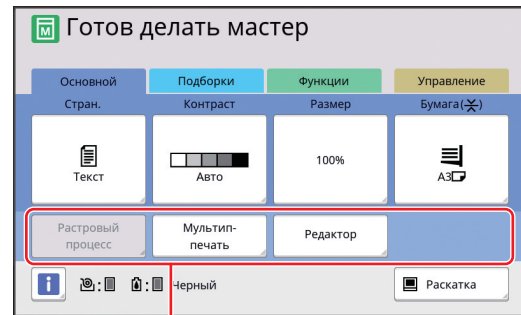 M Готов делать мастер
Основной Подборки Функции Управление
Стран. Контраст Размер Бумага(⚹)
Текст Авто 100% A3
Растровый процесс
Мультип-
печать
Редактор
i : : Черный Раскатка